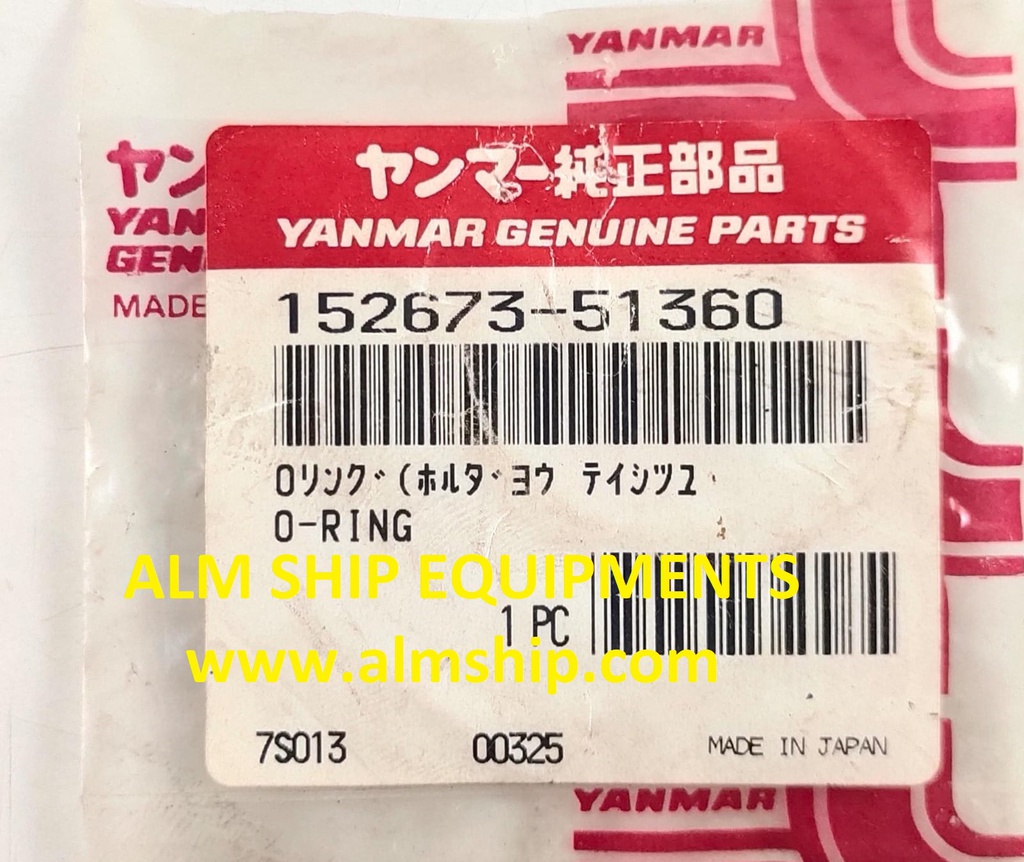 YANMAR
ヤン
YAN
GEN
MADE
ヤンマー純正部品
YANMAR GENUINE PARTS
152673-51360
Oリング(ホルダヨウ テイシツユ
O-RING
ALM SHIP EQUIPMENTS
1 PC
www.almship.com
7S013 00325 MADE IN JAPAN
YANMAR